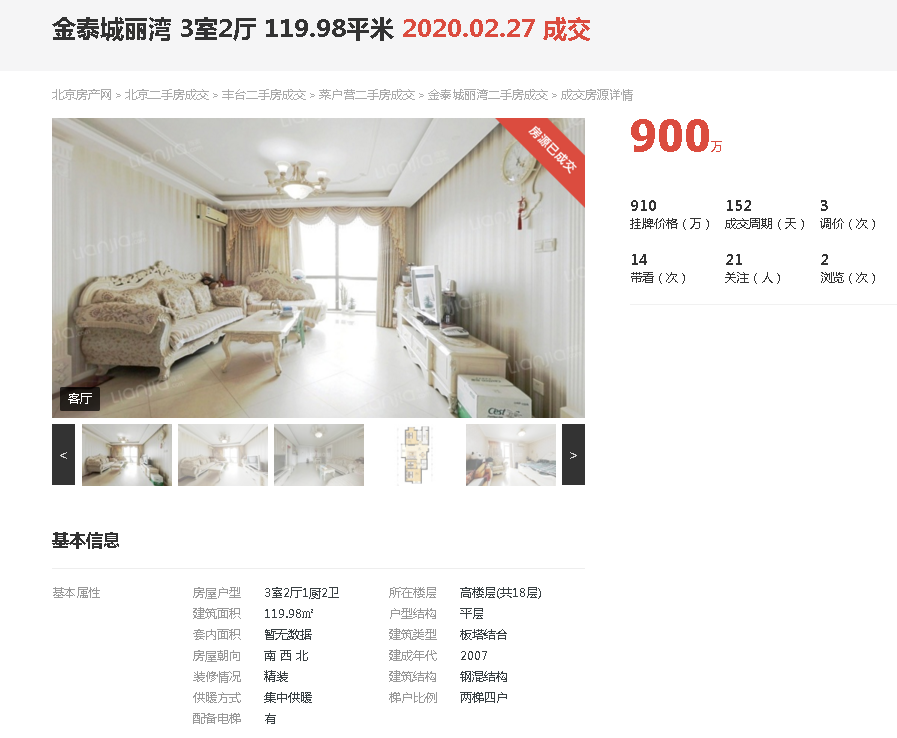 金泰城丽湾 3室2厅 119.98平米 2020.02.27 成交
北京房产网 > 北京二手房成交 > 丰台二手房成交 > 菜户营二手房成交 > 金泰城丽湾二手房成交 > 成交房源详情
房源已成交
900万
910 152 3
挂牌价格（万） 成交周期（天） 调价（次）
14 21 2
带看（次） 关注（人） 浏览（次）
Cest
lianjia
客厅
< >
基本信息
基本属性 房屋户型 3室2厅1厨2卫 所在楼层 高楼层(共18层)
建筑面积 119.98㎡ 户型结构 平层
套内面积 暂无数据 建筑类型 板塔结合
房屋朝向 南 西 北 建成年代 2007
装修情况 精装 建筑结构 钢混结构
供暖方式 集中供暖 梯户比例 两梯四户
配备电梯 有